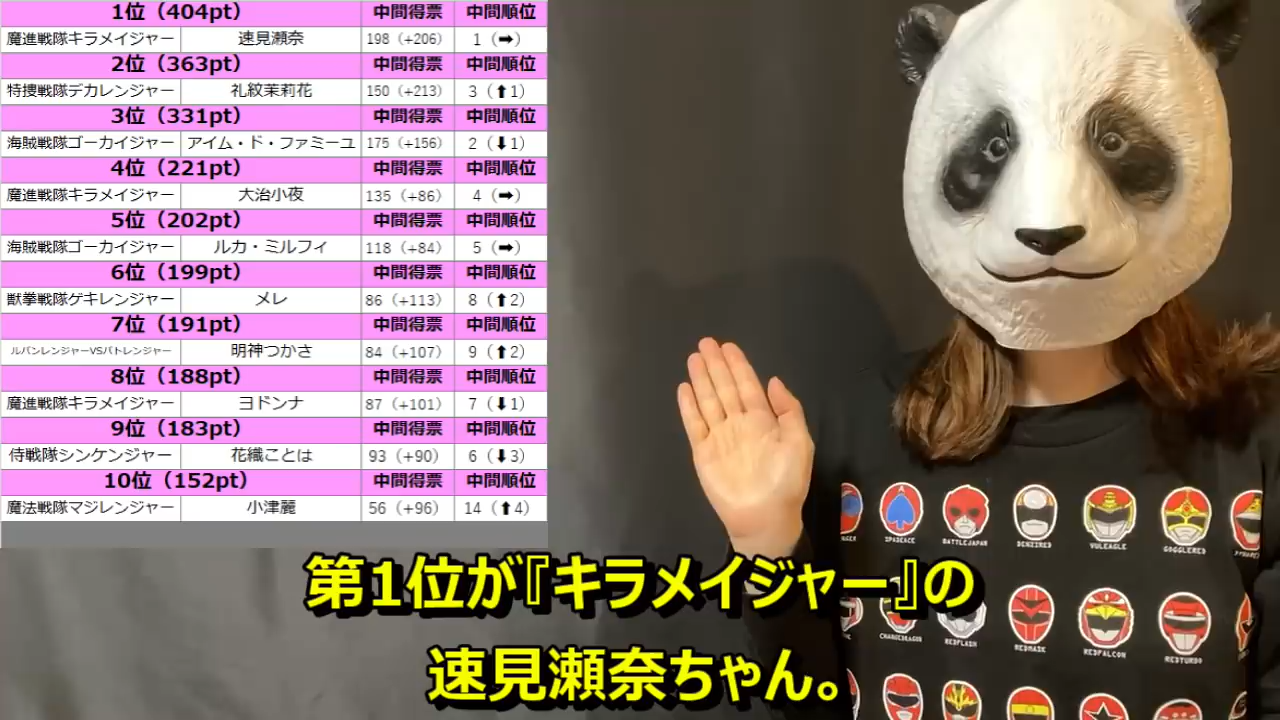 1位（404pt） 中間得票 中間順位
魔進戦隊キラメイジャー 速見瀬奈 198（+206） 1（➡）
2位（363pt） 中間得票 中間順位
特捜戦隊デカレンジャー 礼紋茉莉花 150（+213） 3（⬆1）
3位（331pt） 中間得票 中間順位
海賊戦隊ゴーカイジャー アイム・ド・ファミーユ 175（+156） 2（⬇1）
4位（221pt） 中間得票 中間順位
魔進戦隊キラメイジャー 大治小夜 135（+86） 4（➡）
5位（202pt） 中間得票 中間順位
海賊戦隊ゴーカイジャー ルカ・ミルフィ 118（+84） 5（➡）
6位（199pt） 中間得票 中間順位
獣拳戦隊ゲキレンジャー メレ 86（+113） 8（⬆2）
7位（191pt） 中間得票 中間順位
ルパンレンジャーVSパトレンジャー 明神つかさ 84（+107） 9（⬆2）
8位（188pt） 中間得票 中間順位
魔進戦隊キラメイジャー ヨドンナ 87（+101） 7（⬇1）
9位（183pt） 中間得票 中間順位
侍戦隊シンケンジャー 花織ことは 93（+90） 6（⬇3）
10位（152pt） 中間得票 中間順位
魔法戦隊マジレンジャー 小津麗 56（+96） 14（⬆4）
SPADEACE BATTLEJAPAN DENZIRED VULEAGLE GOGGLERED
CHANGEDRAGON REDFLASH REDMASK REDFALCON REDTURBO
第1位が『キラメイジャー』の
速見瀬奈ちゃん。